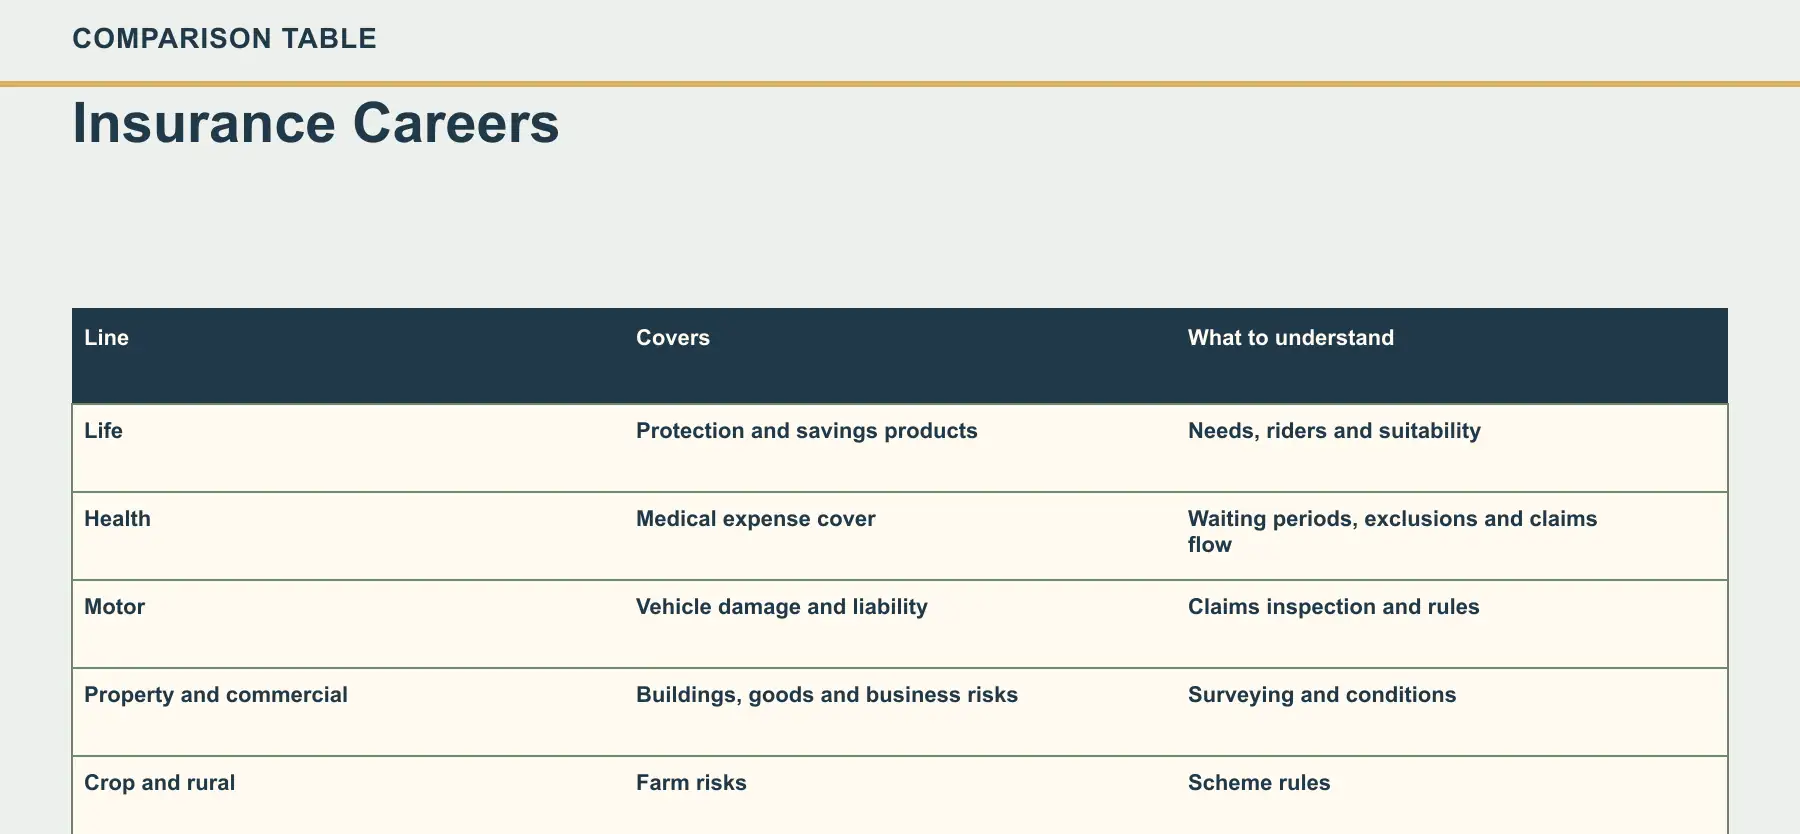 COMPARISON TABLE
Insurance Careers
Line Covers What to understand
Life Protection and savings products Needs, riders and suitability
Health Medical expense cover Waiting periods, exclusions and claims
flow
Motor Vehicle damage and liability Claims inspection and rules
Property and commercial Buildings, goods and business risks Surveying and conditions
Crop and rural Farm risks Scheme rules